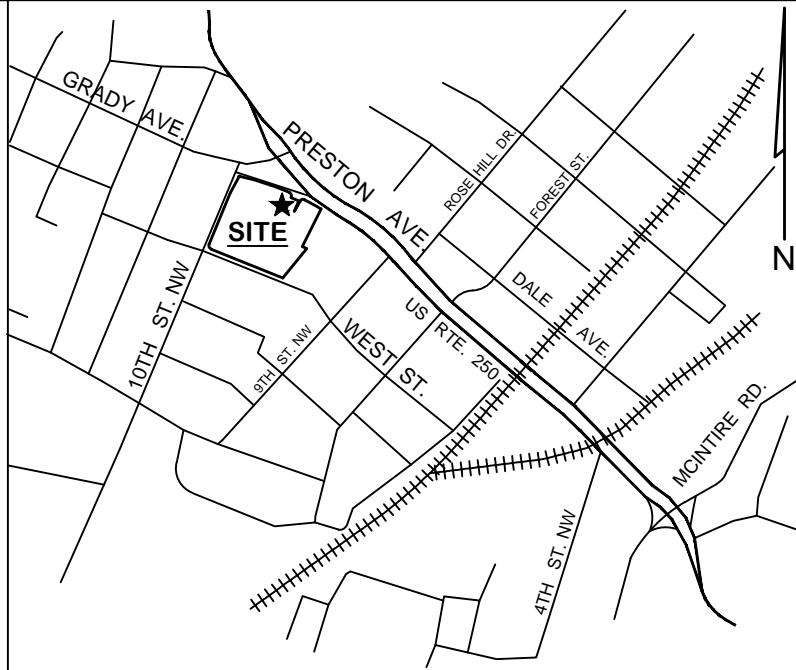 GRADY AVE.
PRESTON AVE.
ROSE HILL DR.
FOREST ST.
SITE
N
10TH ST. NW
9TH ST. NW
WEST ST.
US RTE. 250
DALE AVE.
MCINTIRE RD.
4TH ST. NW